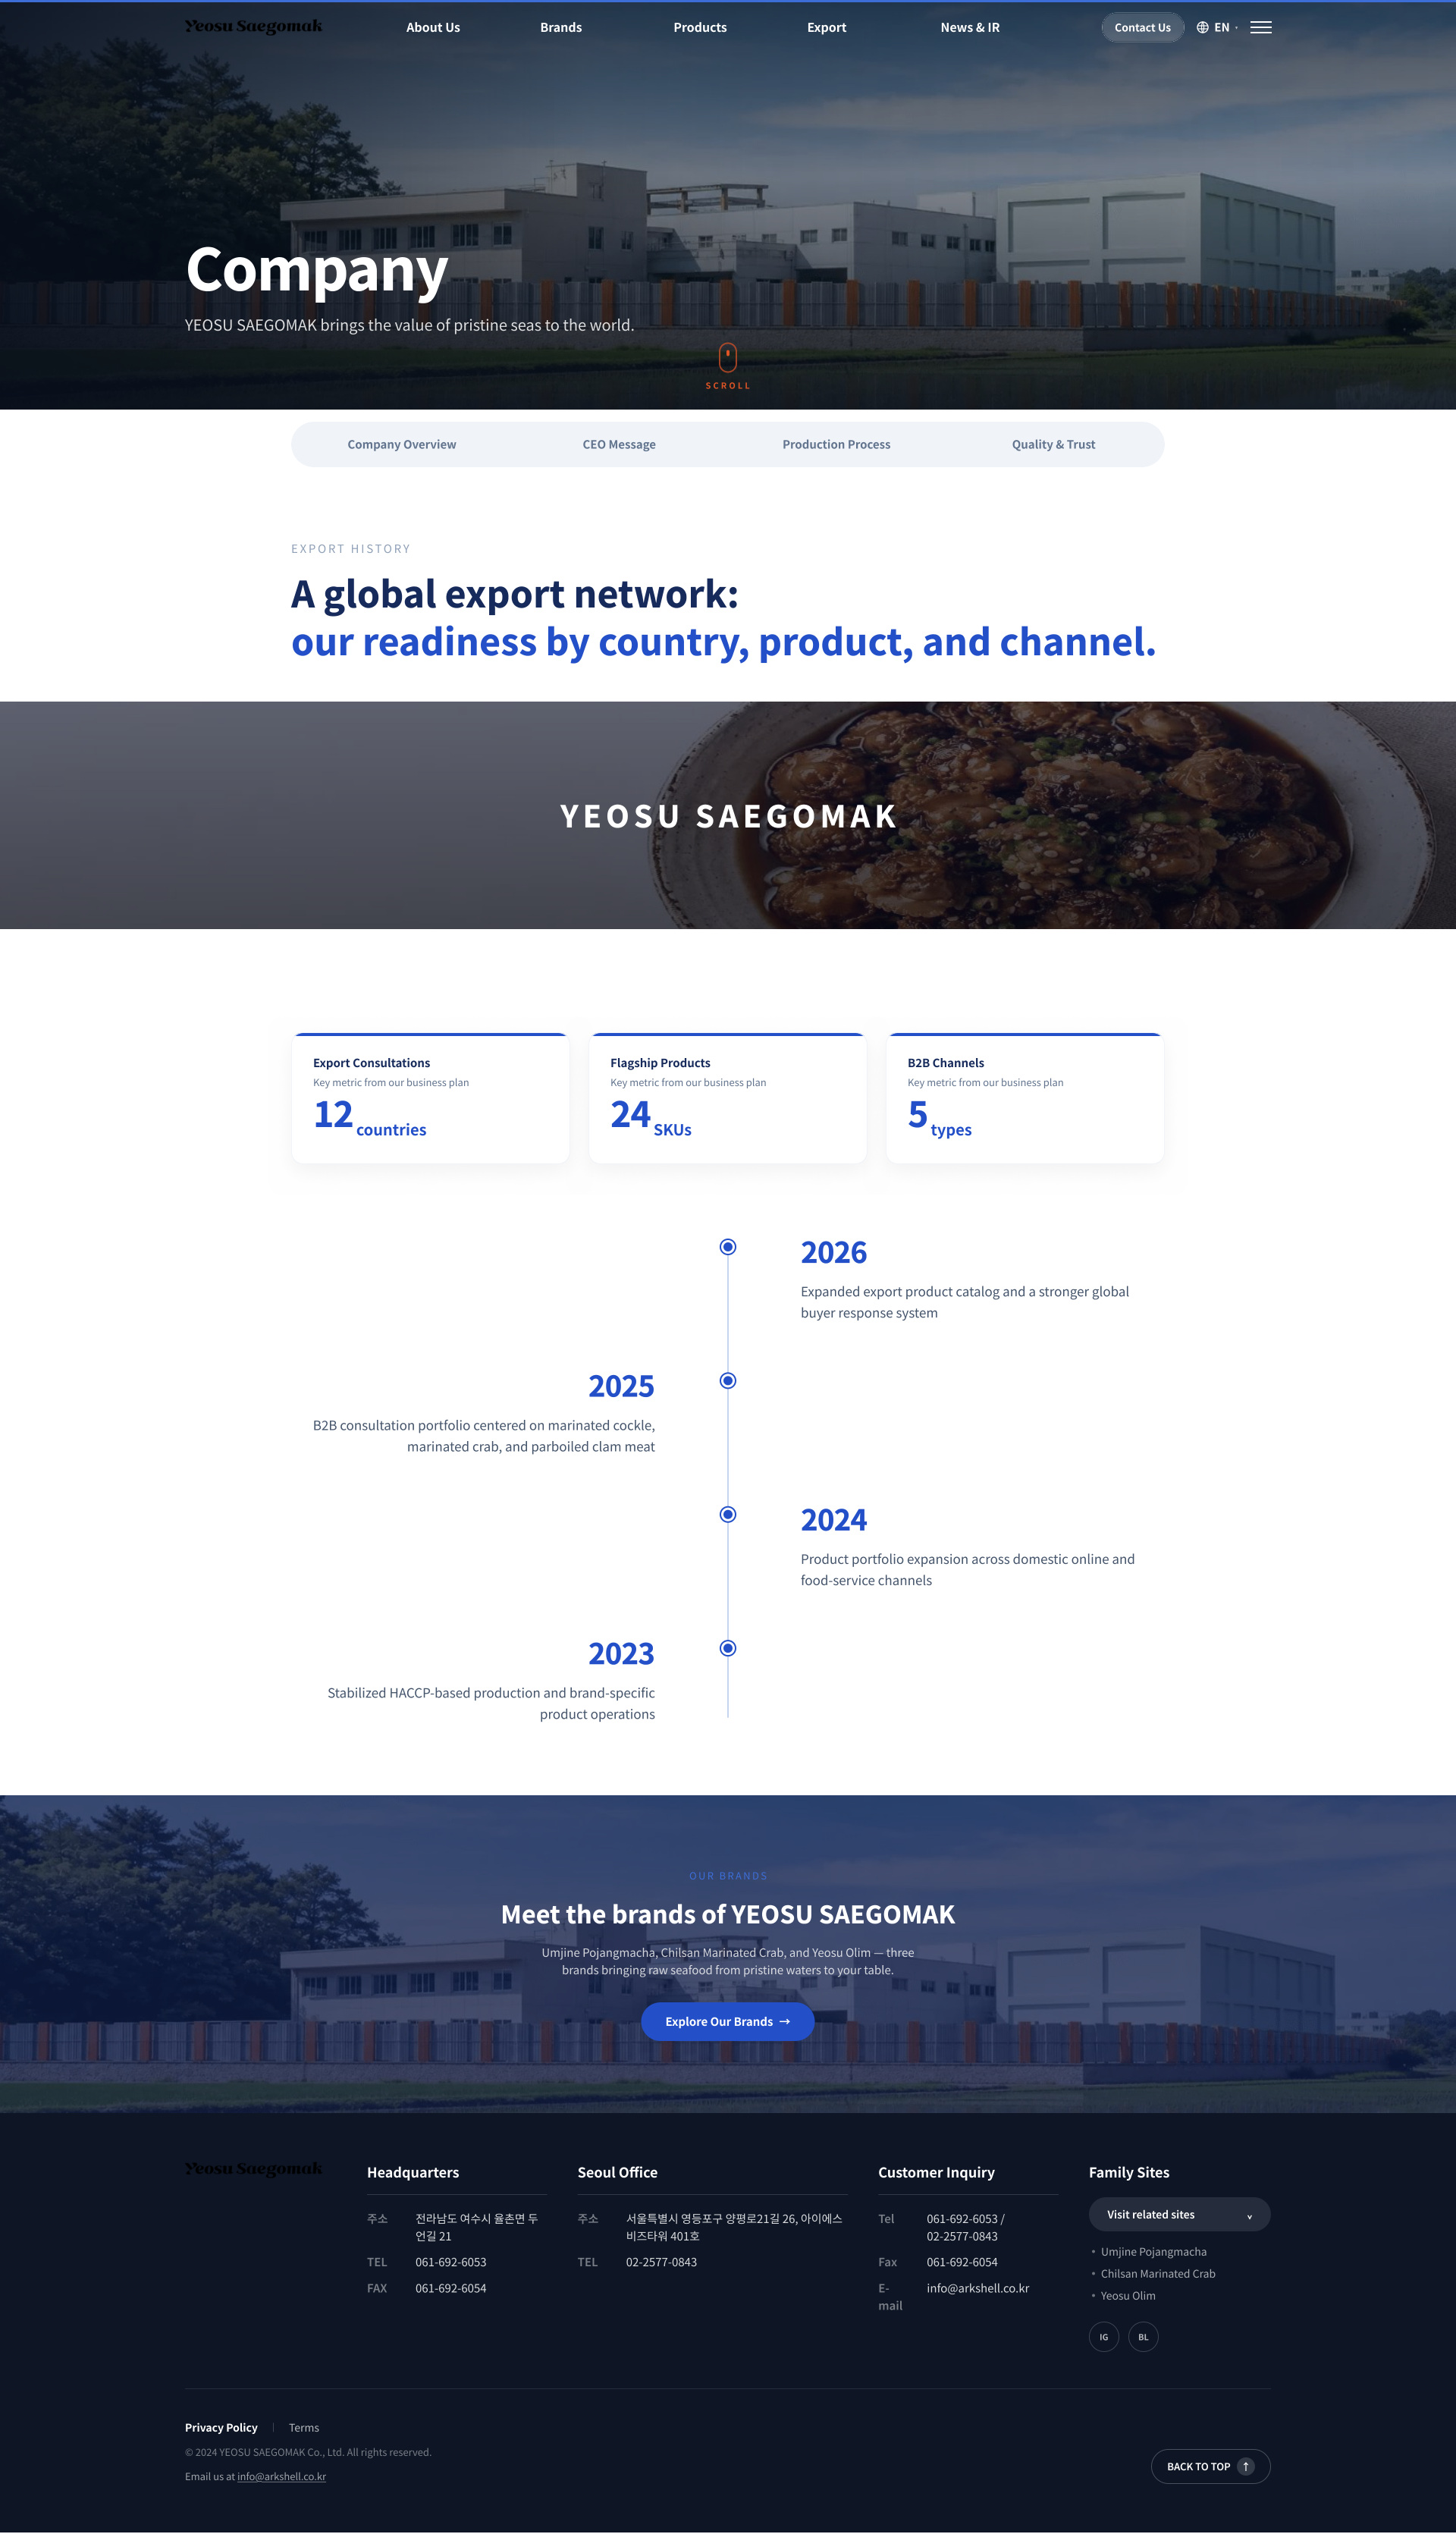 Yeosu Saegomak
About Us
Brands
Products
Export
News & IR
Contact Us
EN
Company
YEOSU SAEGOMAK brings the value of pristine seas to the world.
SCROLL
Company Overview
CEO Message
Production Process
Quality & Trust
EXPORT HISTORY
A global export network:
our readiness by country, product, and channel.
YEOSU SAEGOMAK
Export Consultations
Key metric from our business plan
12 countries
Flagship Products
Key metric from our business plan
24 SKUs
B2B Channels
Key metric from our business plan
5 types
2026
Expanded export product catalog and a stronger global
buyer response system
2025
B2B consultation portfolio centered on marinated cockle,
marinated crab, and parboiled clam meat
2024
Product portfolio expansion across domestic online and
food-service channels
2023
Stabilized HACCP-based production and brand-specific
product operations
OUR BRANDS
Meet the brands of YEOSU SAEGOMAK
Umjine Pojangmacha, Chilsan Marinated Crab, and Yeosu Olim — three
brands bringing raw seafood from pristine waters to your table.
Explore Our Brands →
Yeosu Saegomak
Headquarters
주소 전라남도 여수시 율촌면 두
언길 21
TEL 061-692-6053
FAX 061-692-6054
Seoul Office
주소 서울특별시 영등포구 양평로21길 26, 아이에스
비즈타워 401호
TEL 02-2577-0843
Customer Inquiry
Tel 061-692-6053 /
02-2577-0843
Fax 061-692-6054
E-
mail info@arkshell.co.kr
Family Sites
Visit related sites
• Umjine Pojangmacha
• Chilsan Marinated Crab
• Yeosu Olim
IG
BL
Privacy Policy
Terms
© 2024 YEOSU SAEGOMAK Co., Ltd. All rights reserved.
Email us at info@arkshell.co.kr
BACK TO TOP ↑